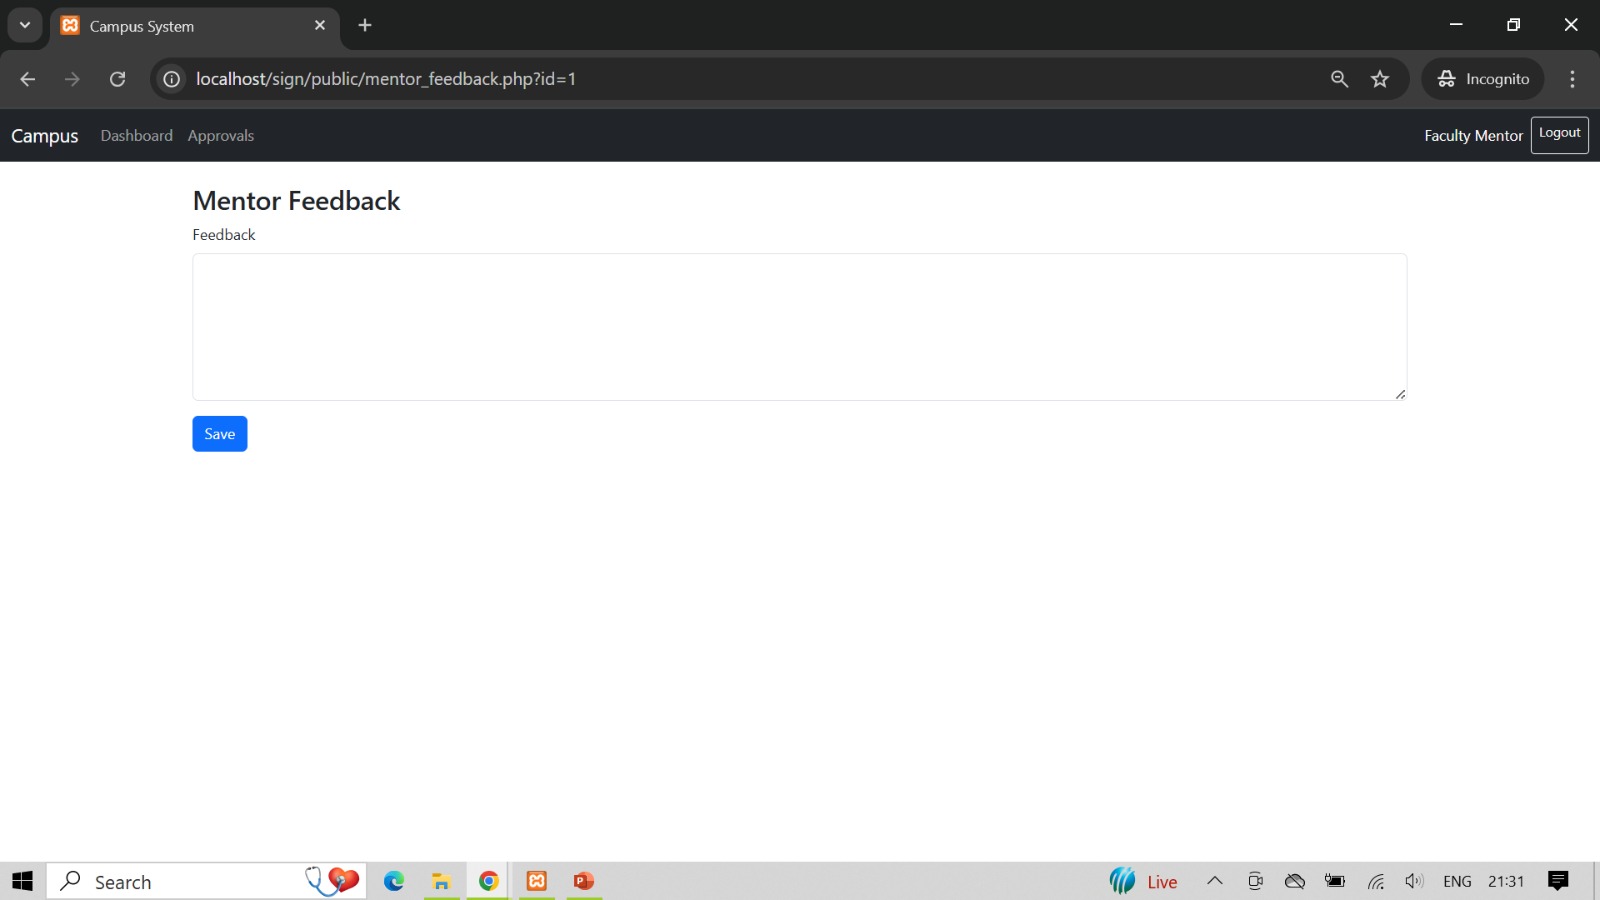 Campus System
localhost/sign/public/mentor_feedback.php?id=1
Incognito
Campus Dashboard Approvals
Faculty Mentor Logout
Mentor Feedback
Feedback
Save
Search
Live
ENG 21:31